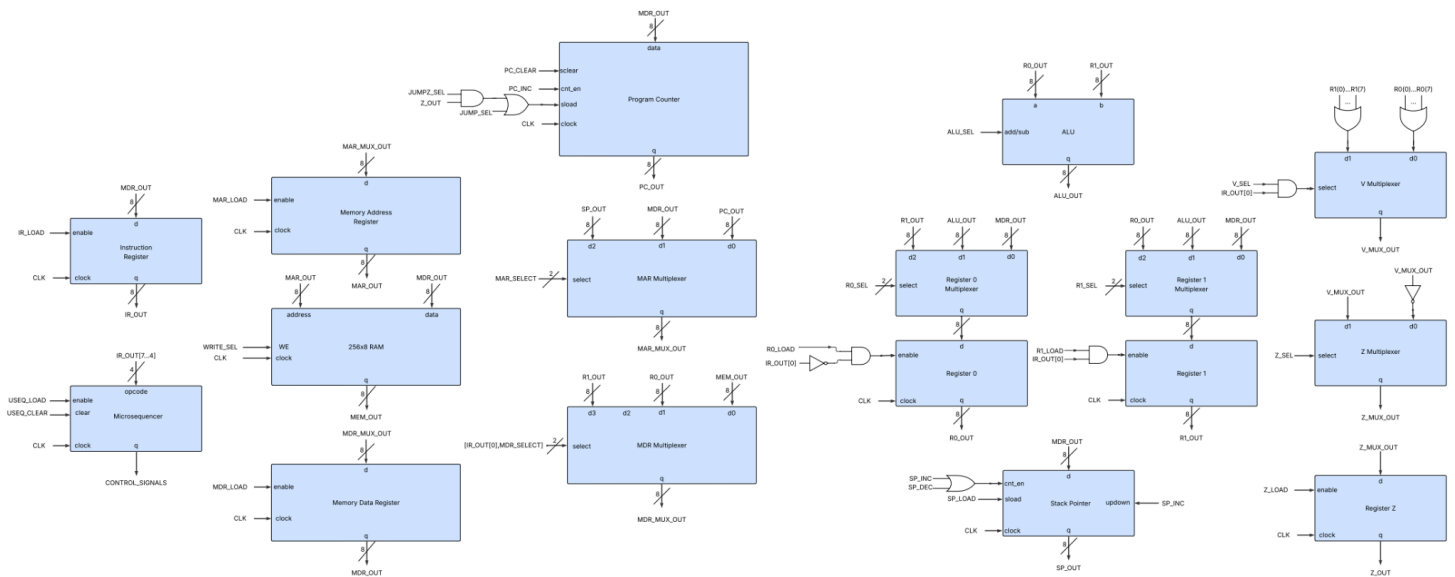 MDR_OUT
8
data
PC_CLEAR
sclear
PC_INC
cnt_en
JUMPZ_SEL
Z_OUT
JUMP_SEL
sload
CLK
clock
Program Counter
q
8
PC_OUT
MAR_MUX_OUT
8
d
MAR_LOAD
enable
CLK
clock
Memory Address
Register
q
8
MAR_OUT
MDR_OUT
8
d
IR_LOAD
enable
CLK
clock
Instruction
Register
q
8
IR_OUT
MAR_OUT
8
MDR_OUT
8
address
data
WRITE_SEL
WE
CLK
clock
256x8 RAM
q
8
MEM_OUT
IR_OUT[7...4]
4
opcode
USEQ_LOAD
enable
USEQ_CLEAR
clear
Microsequencer
CLK
clock
q
CONTROL_SIGNALS
MDR_MUX_OUT
8
d
MDR_LOAD
enable
CLK
clock
Memory Data Register
q
8
MDR_OUT
SP_OUT
8
MDR_OUT
8
PC_OUT
8
d2
d1
d0
MAR_SELECT
2
select
MAR Multiplexer
q
8
MAR_MUX_OUT
R1_OUT
8
R0_OUT
8
MEM_OUT
8
d3
d2
d1
d0
[IR_OUT[0],MDR_SELECT]
2
select
MDR Multiplexer
q
8
MDR_MUX_OUT
R0_OUT
8
R1_OUT
8
a
b
ALU_SEL
add/sub
ALU
q
8
ALU_OUT
R1_OUT
8
ALU_OUT
8
MDR_OUT
8
d2
d1
d0
R0_SEL
2
select
Register 0
Multiplexer
q
8
R0_LOAD
IR_OUT[0]
d
enable
Register 0
CLK
clock
q
8
R0_OUT
R0_OUT
8
ALU_OUT
8
MDR_OUT
8
d2
d1
d0
R1_SEL
2
select
Register 1
Multiplexer
q
8
R1_LOAD
IR_OUT[0]
d
enable
Register 1
CLK
clock
q
8
R1_OUT
MDR_OUT
8
d
SP_INC
SP_DEC
cnt_en
SP_LOAD
sload
Stack Pointer
updown
SP_INC
CLK
clock
q
8
SP_OUT
R1(0)...R1(7)
...
R0(0)...R0(7)
...
d1
d0
V_SEL
IR_OUT[0]
select
V Multiplexer
q
V_MUX_OUT
V_MUX_OUT
V_MUX_OUT
d1
d0
Z_SEL
select
Z Multiplexer
q
Z_MUX_OUT
Z_MUX_OUT
d
Z_LOAD
enable
Register Z
CLK
clock
q
Z_OUT